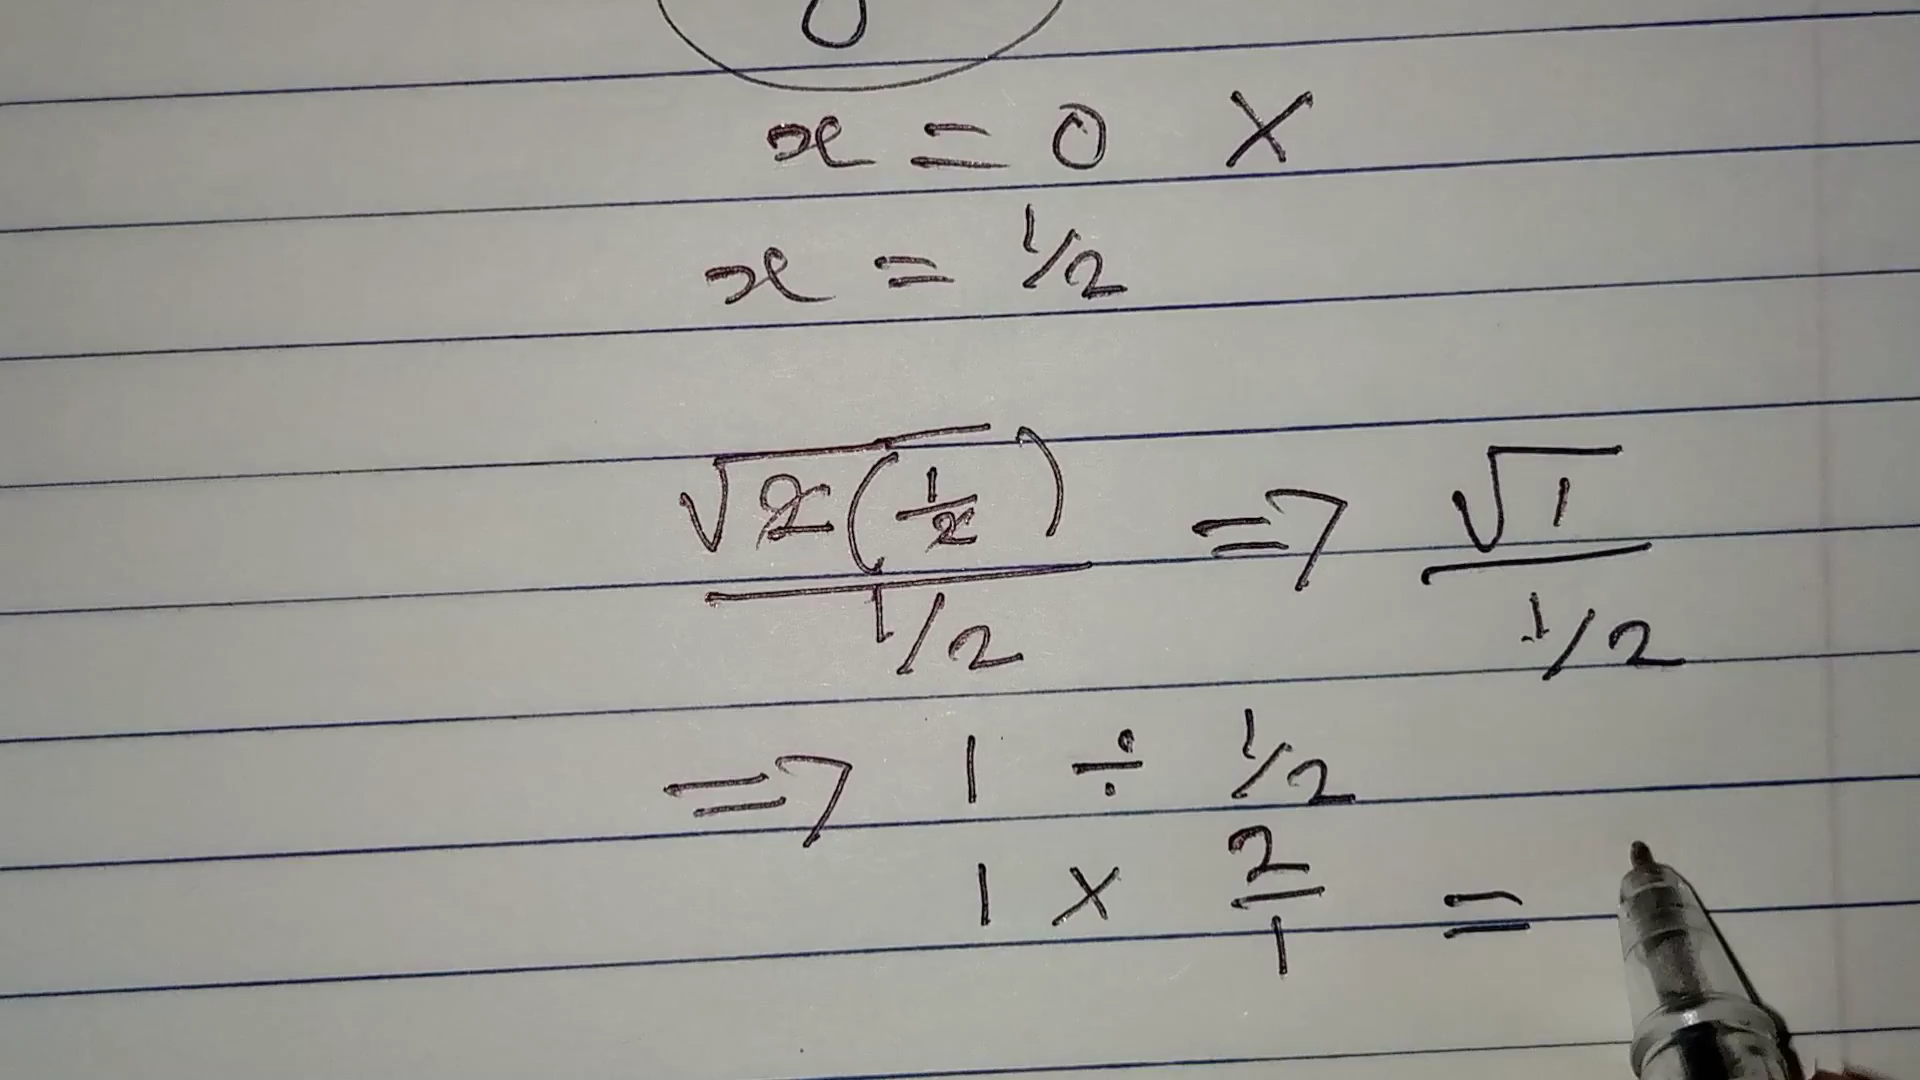 x = 0 X
x = 1/2
√2(1/2) / 1/2 => √1 / 1/2
=> 1 ÷ 1/2
1 × 2/1 =